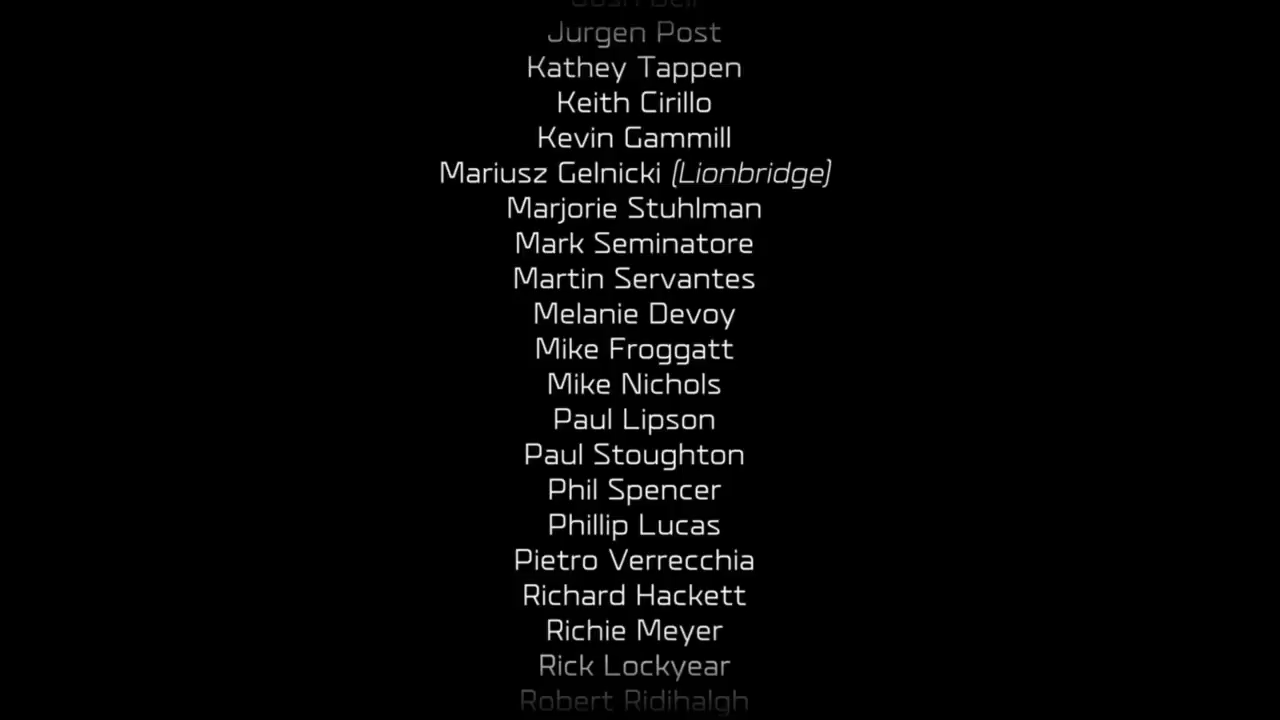 Jurgen Post
Kathey Tappen
Keith Cirillo
Kevin Gammill
Mariusz Gelnicki (Lionbridge)
Marjorie Stuhlman
Mark Seminatore
Martin Servantes
Melanie Devoy
Mike Froggatt
Mike Nichols
Paul Lipson
Paul Stoughton
Phil Spencer
Phillip Lucas
Pietro Verrecchia
Richard Hackett
Richie Meyer
Rick Lockyear
Robert Ridihalgh